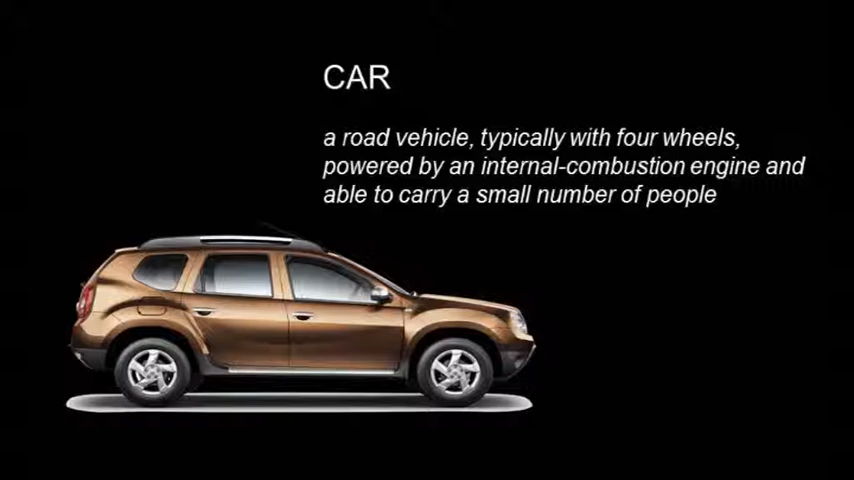 CAR
a road vehicle, typically with four wheels,
powered by an internal-combustion engine and
able to carry a small number of people